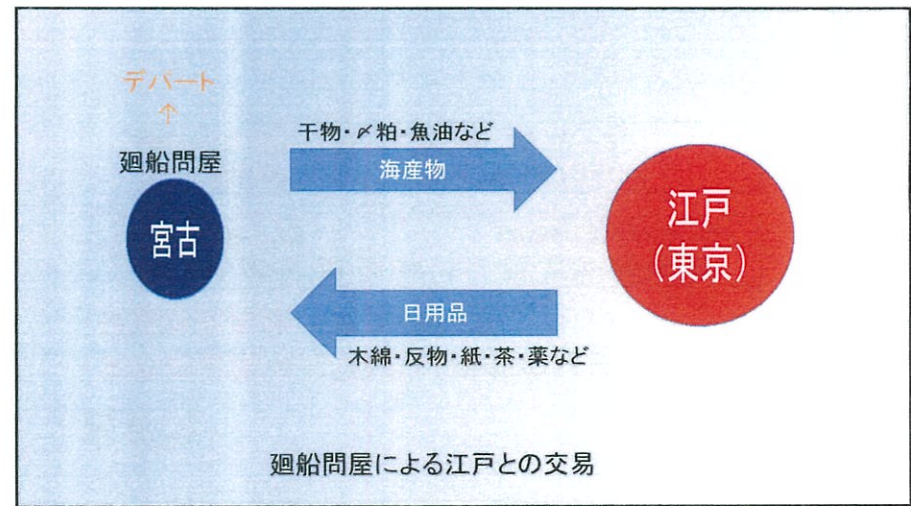 デパート
↑
廻船問屋
宮古
干物・〆粕・魚油など
海産物
江戸
（東京）
日用品
木綿・反物・紙・茶・薬など
廻船問屋による江戸との交易